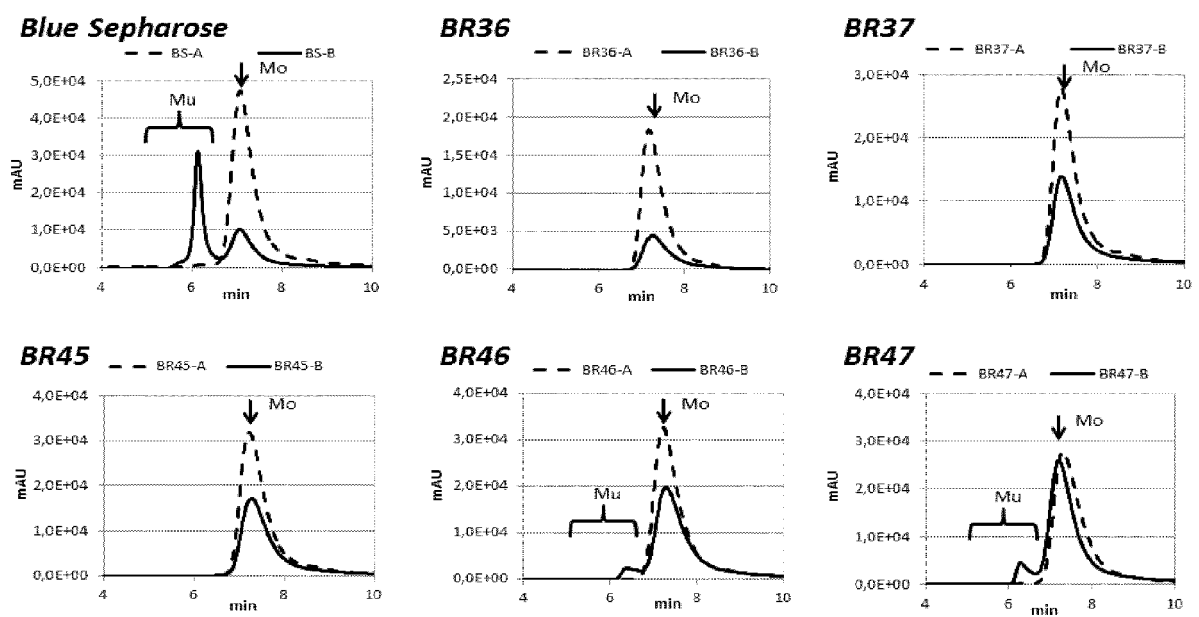 Blue Sepharose
BS-A BS-B
Mo
Mu
5,0E+04
4,0E+04
3,0E+04
2,0E+04
1,0E+04
0,0E+00
mAU
4 6 8 10
min
BR36
BR36-A BR36-B
Mo
2,5E+04
2,0E+04
1,5E+04
1,0E+04
5,0E+03
0,0E+00
mAU
4 6 8 10
min
BR37
BR37-A BR37-B
Mo
3,0E+04
2,0E+04
1,0E+04
0,0E+00
mAU
4 6 8 10
min
BR45
BR45-A BR45-B
Mo
4,0E+04
3,0E+04
2,0E+04
1,0E+04
0,0E+00
mAU
4 6 8 10
min
BR46
BR46-A BR46-B
Mo
Mu
4,0E+04
3,0E+04
2,0E+04
1,0E+04
0,0E+00
mAU
4 6 8 10
min
BR47
BR47-A BR47-B
Mo
Mu
4,0E+04
3,0E+04
2,0E+04
1,0E+04
0,0E+00
mAU
4 6 8 10
min